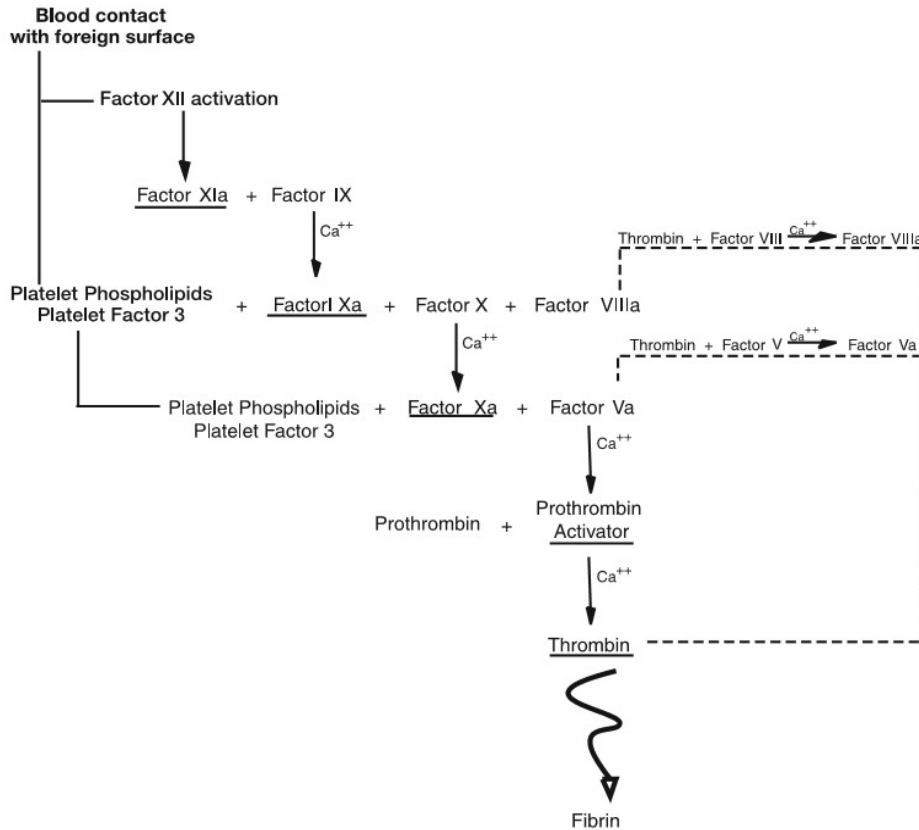 Blood contact
with foreign surface
Factor XII activation
Factor XIa + Factor IX
Ca++
Thrombin + Factor VIII Ca++ Factor VIIIa
Platelet Phospholipids
Platelet Factor 3 + FactorI Xa + Factor X + Factor VIIIa
Ca++
Thrombin + Factor V Ca++ Factor Va
Platelet Phospholipids + Factor Xa + Factor Va
Platelet Factor 3
Ca++
Prothrombin + Prothrombin
Activator
Ca++
Thrombin
Fibrin